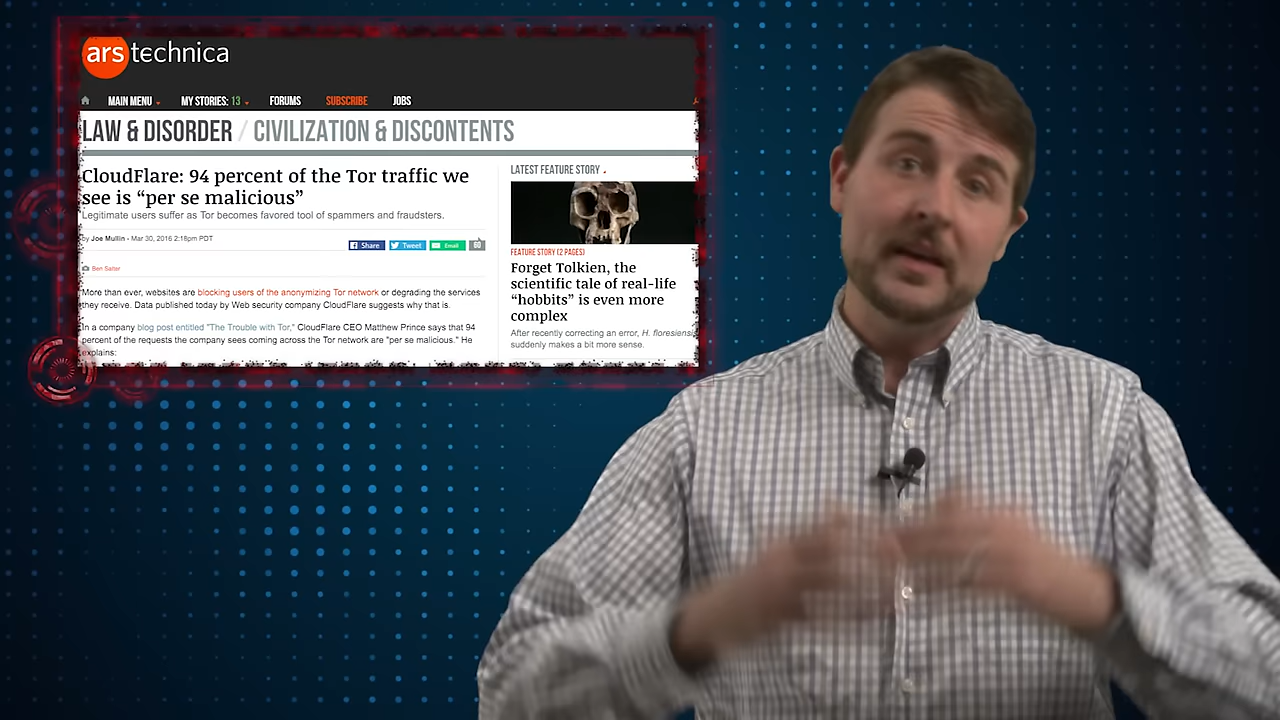 ars technica
MAIN MENU MY STORIES: 13 FORUMS SUBSCRIBE JOBS
LAW & DISORDER / CIVILIZATION & DISCONTENTS
CloudFlare: 94 percent of the Tor traffic we
see is “per se malicious”
Legitimate users suffer as Tor becomes favored tool of spammers and fraudsters.
by Joe Mullin - Mar 30, 2016 2:18pm PDT
Share Tweet Email 60
Ben Salter
More than ever, websites are blocking users of the anonymizing Tor network or degrading the services
they receive. Data published today by Web security company CloudFlare suggests why that is.
In a company blog post entitled "The Trouble with Tor," CloudFlare CEO Matthew Prince says that 94
percent of the requests the company sees coming across the Tor network are "per se malicious." He
explains:
LATEST FEATURE STORY
FEATURE STORY (2 PAGES)
Forget Tolkien, the
scientific tale of real-life
“hobbits” is even more
complex
After recently correcting an error, H. floresiensis
suddenly makes a bit more sense.